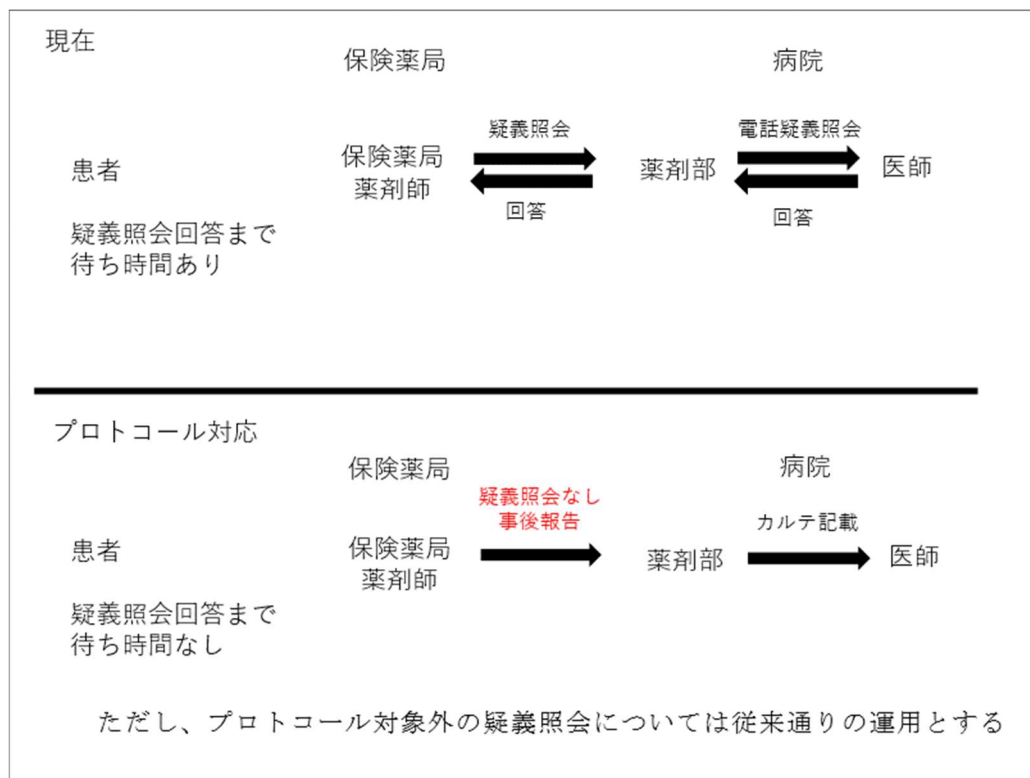 現在
保険薬局
病院
疑義照会
電話疑義照会
患者
保険薬局
薬剤師
薬剤部
医師
回答
回答
疑義照会回答まで
待ち時間あり
プロトコール対応
保険薬局
病院
疑義照会なし
事後報告
カルテ記載
患者
保険薬局
薬剤師
薬剤部
医師
疑義照会回答まで
待ち時間なし
ただし、プロトコール対象外の疑義照会については従来通りの運用とする